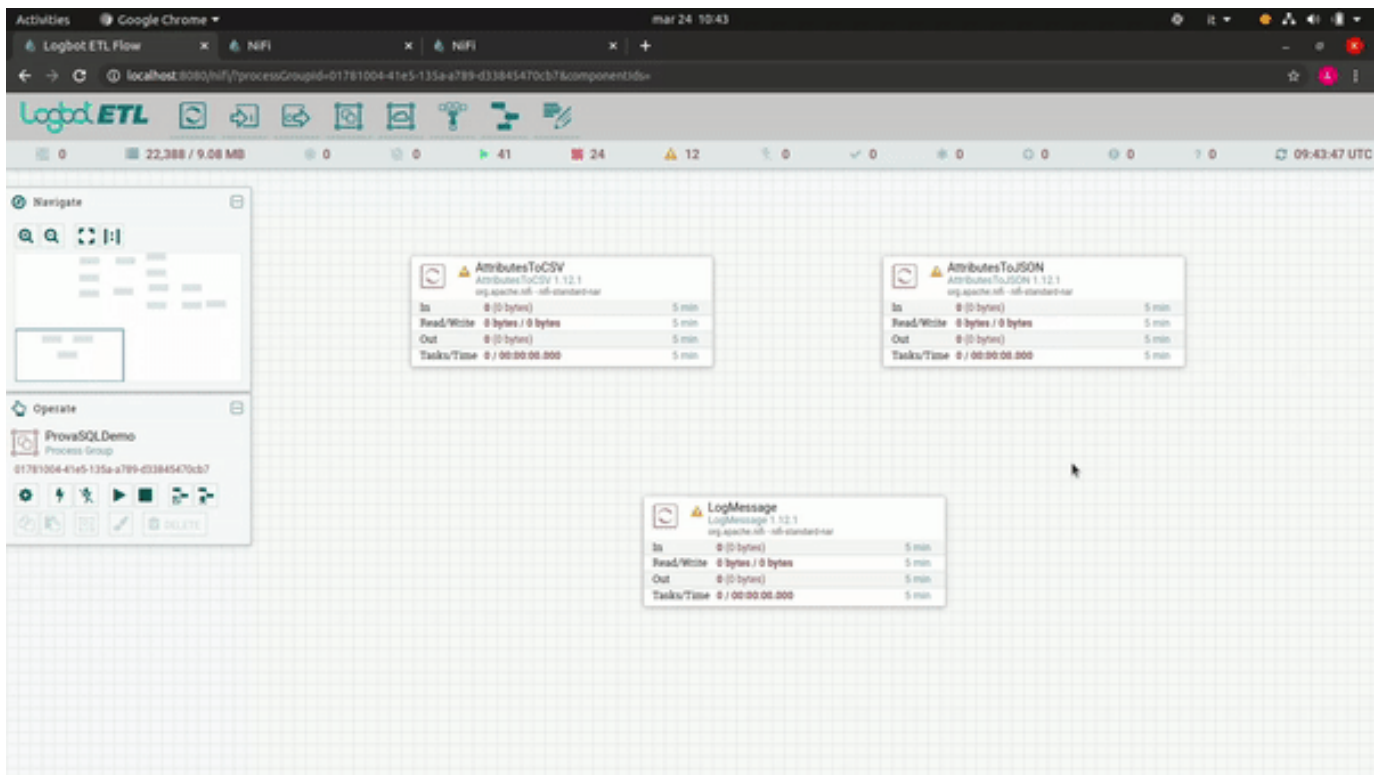 Activities Google Chrome mar 24 10:43 it
Logbot ETL Flow NiFi NiFi
localhost:8080/nifi/?processGroupId=01781004-41e5-135a-a789-d33845470cb7&componentIds=
Logbot ETL
0 22,388 / 9.08 MB 0 0 41 24 12 0 0 0 0 0 0 09:43:47 UTC
Navigate
Operate
ProvaSQLDemo
Process Group
01781004-41e5-135a-a789-d33845470cb7
DELETE
AttributesToCSV
AttributesToCSV 1.12.1
org.apache.nifi - nifi-standard-nar
In 0 (0 bytes) 5 min
Read/Write 0 bytes / 0 bytes 5 min
Out 0 (0 bytes) 5 min
Tasks/Time 0 / 00:00:00.000 5 min
AttributesToJSON
AttributesToJSON 1.12.1
org.apache.nifi - nifi-standard-nar
In 0 (0 bytes) 5 min
Read/Write 0 bytes / 0 bytes 5 min
Out 0 (0 bytes) 5 min
Tasks/Time 0 / 00:00:00.000 5 min
LogMessage
LogMessage 1.12.1
org.apache.nifi - nifi-standard-nar
In 0 (0 bytes) 5 min
Read/Write 0 bytes / 0 bytes 5 min
Out 0 (0 bytes) 5 min
Tasks/Time 0 / 00:00:00.000 5 min